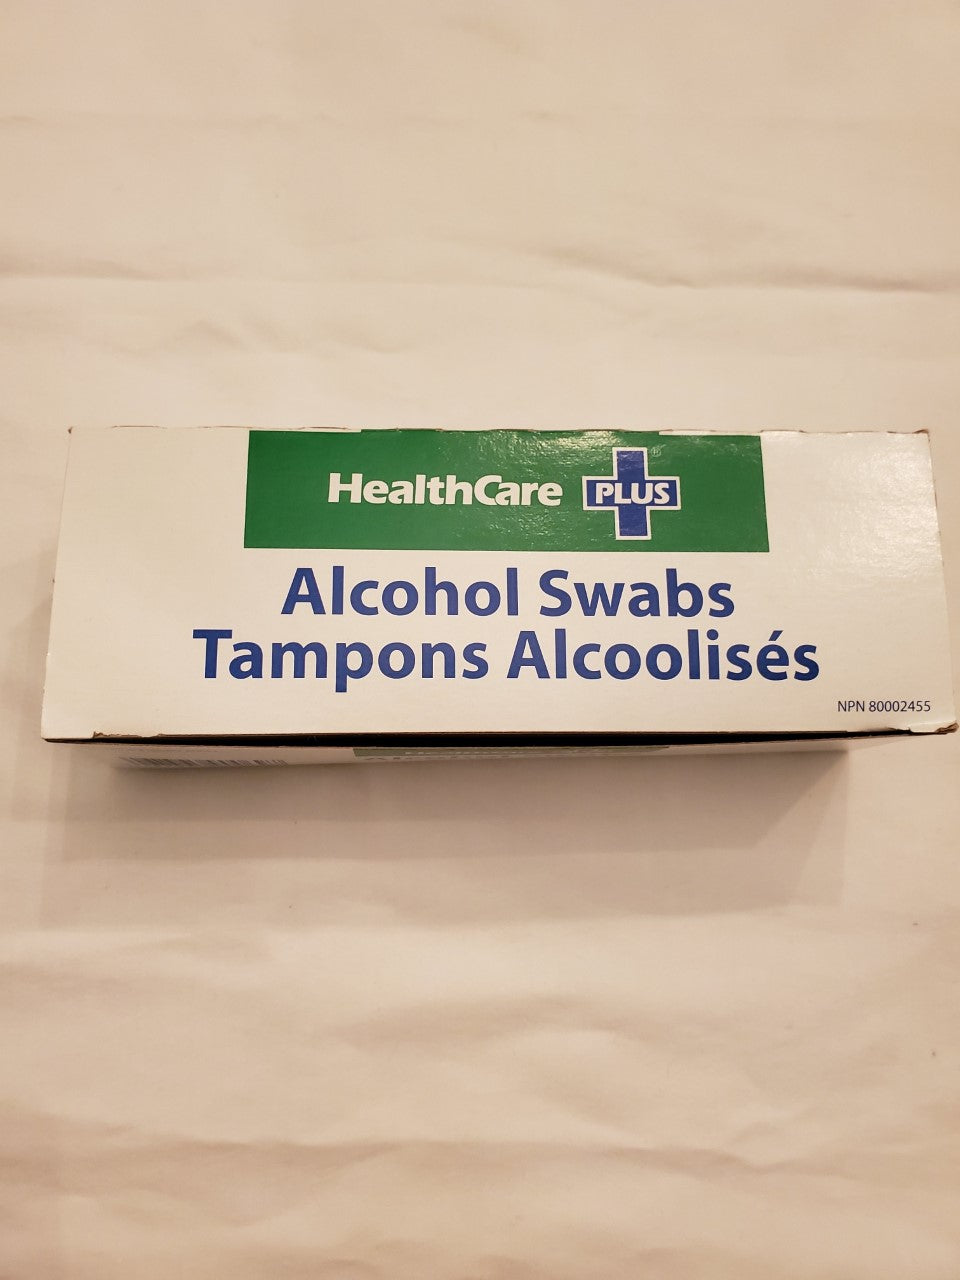 HealthCare PLUS
Alcohol Swabs
Tampons Alcoolisés
NPN 80002455